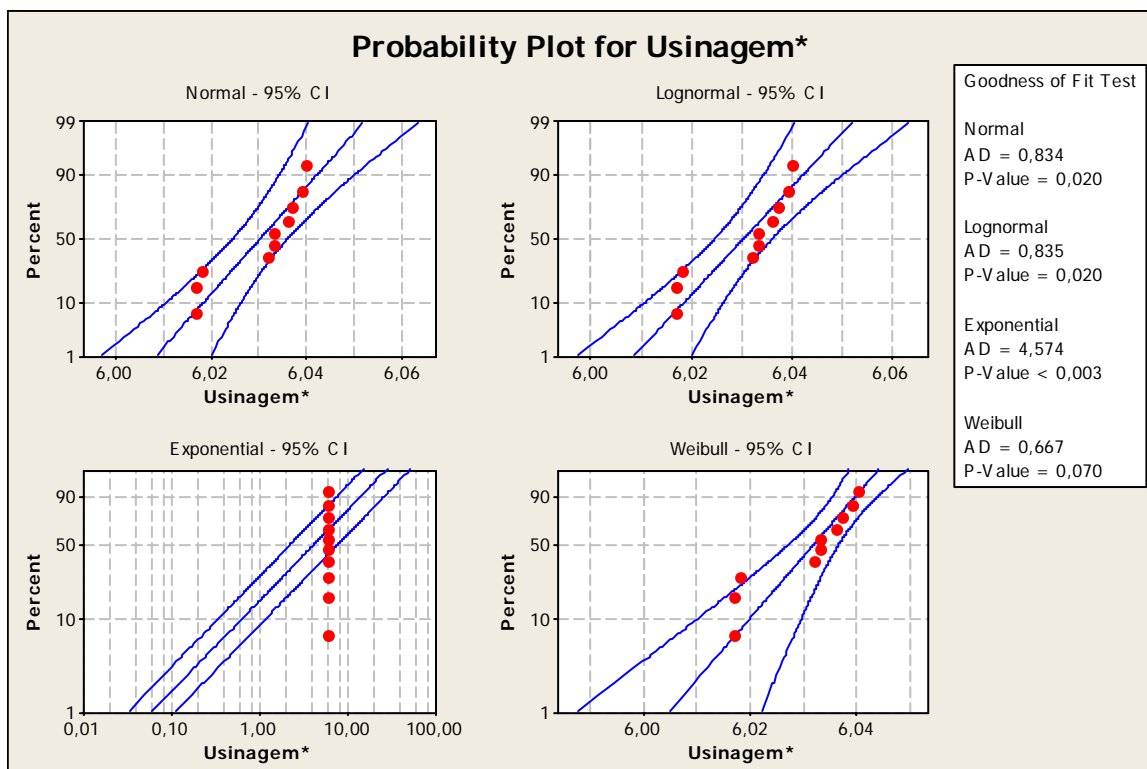 Probability Plot for Usinagem*
Normal - 95% CI
99
90
50
10
1
Percent
6,00 6,02 6,04 6,06
Usinagem*
Lognormal - 95% CI
99
90
50
10
1
Percent
6,00 6,02 6,04 6,06
Usinagem*
Exponential - 95% CI
90
50
10
1
Percent
0,01 0,10 1,00 10,00 100,00
Usinagem*
Weibull - 95% CI
90
50
10
1
Percent
6,00 6,02 6,04
Usinagem*
Goodness of Fit Test
Normal
AD = 0,834
P-Value = 0,020
Lognormal
AD = 0,835
P-Value = 0,020
Exponential
AD = 4,574
P-Value < 0,003
Weibull
AD = 0,667
P-Value = 0,070